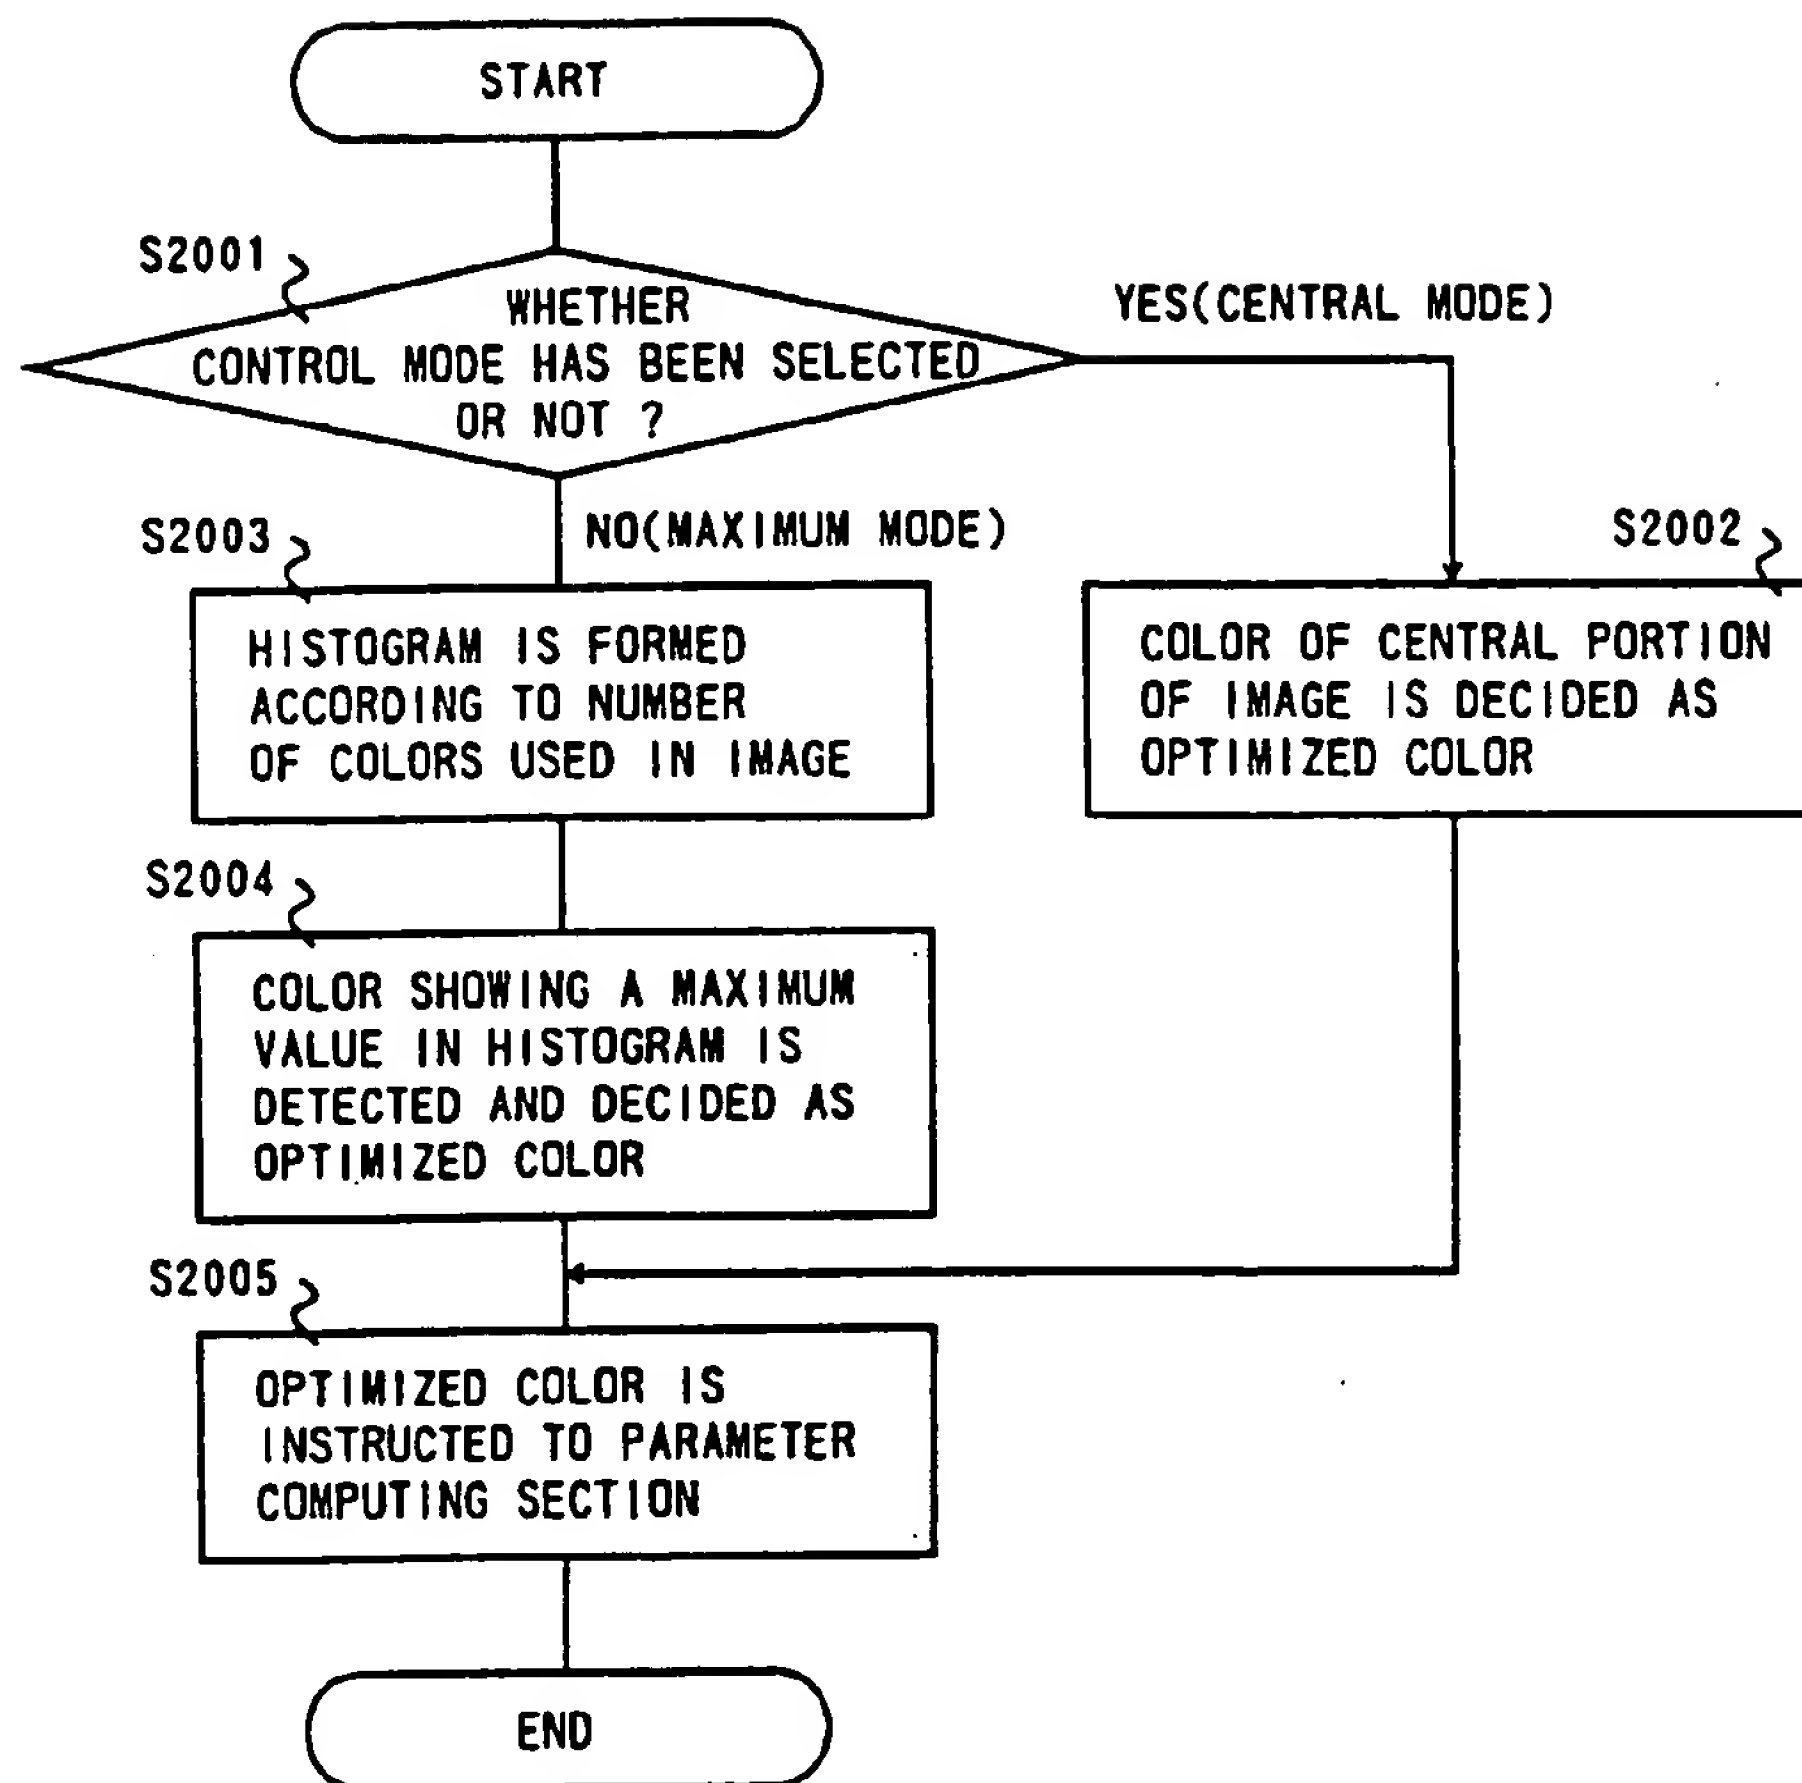 START
S2001
WHETHER
CONTROL MODE HAS BEEN SELECTED
OR NOT ?
YES(CENTRAL MODE)
NO(MAXIMUM MODE)
S2003
HISTOGRAM IS FORMED
ACCORDING TO NUMBER
OF COLORS USED IN IMAGE
S2002
COLOR OF CENTRAL PORTION
OF IMAGE IS DECIDED AS
OPTIMIZED COLOR
S2004
COLOR SHOWING A MAXIMUM
VALUE IN HISTOGRAM IS
DETECTED AND DECIDED AS
OPTIMIZED COLOR
S2005
OPTIMIZED COLOR IS
INSTRUCTED TO PARAMETER
COMPUTING SECTION
END